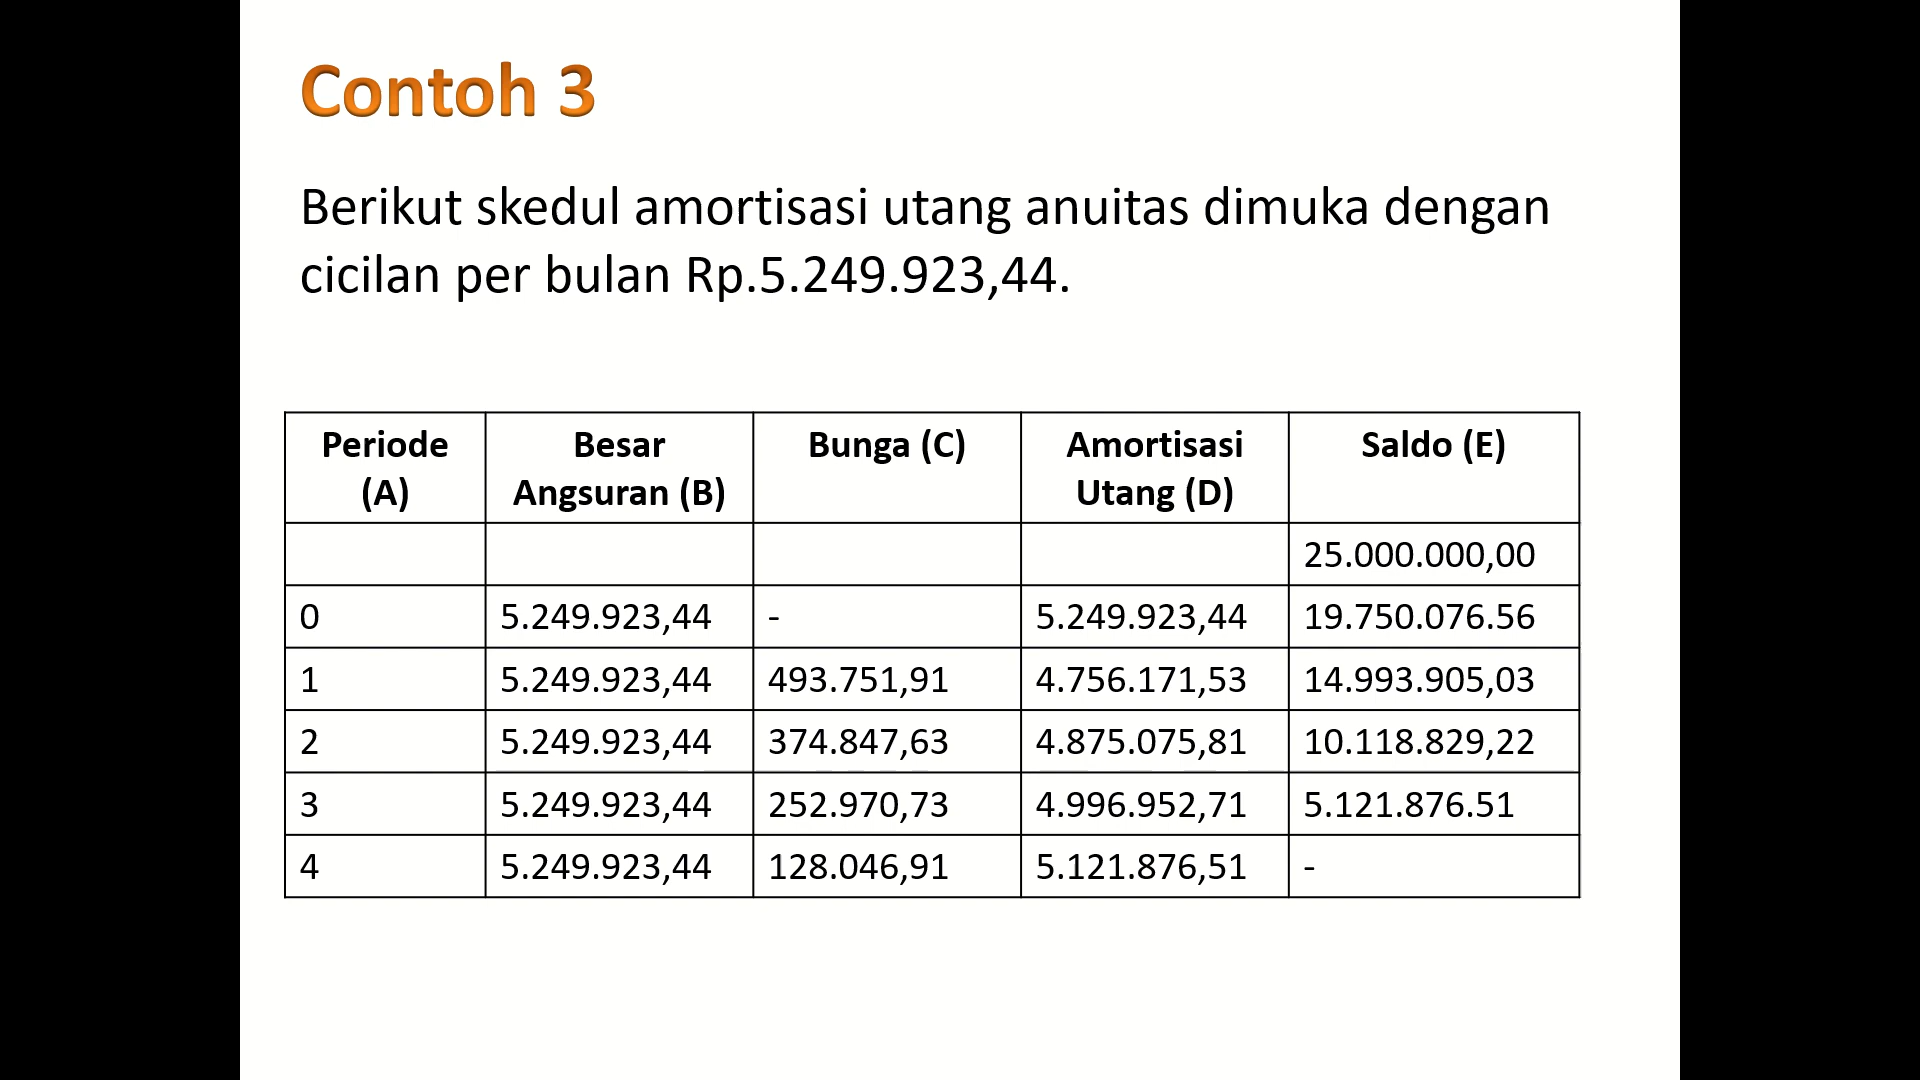 Contoh 3
Berikut skedul amortisasi utang anuitas dimuka dengan
cicilan per bulan Rp.5.249.923,44.
Periode (A) Besar Angsuran (B) Bunga (C) Amortisasi Utang (D) Saldo (E)
25.000.000,00
0 5.249.923,44 - 5.249.923,44 19.750.076.56
1 5.249.923,44 493.751,91 4.756.171,53 14.993.905,03
2 5.249.923,44 374.847,63 4.875.075,81 10.118.829,22
3 5.249.923,44 252.970,73 4.996.952,71 5.121.876.51
4 5.249.923,44 128.046,91 5.121.876,51 -